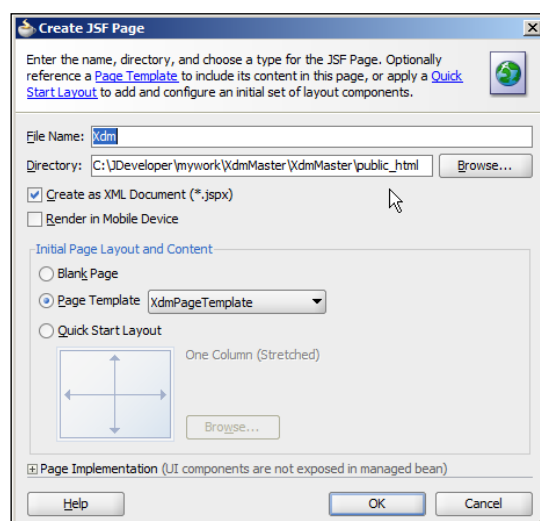 Create JSF Page
Enter the name, directory, and choose a type for the JSF Page. Optionally
reference a Page Template to include its content in this page, or apply a Quick
Start Layout to add and configure an initial set of layout components.
File Name: Xdm
Directory: C:\JDeveloper\mywork\XdmMaster\XdmMaster\public_html Browse...
Create as XML Document (*.jspx)
Render in Mobile Device
Initial Page Layout and Content
Blank Page
Page Template XdmPageTemplate
Quick Start Layout
One Column (Stretched)
Browse...
Page Implementation (UI components are not exposed in managed bean)
Help OK Cancel